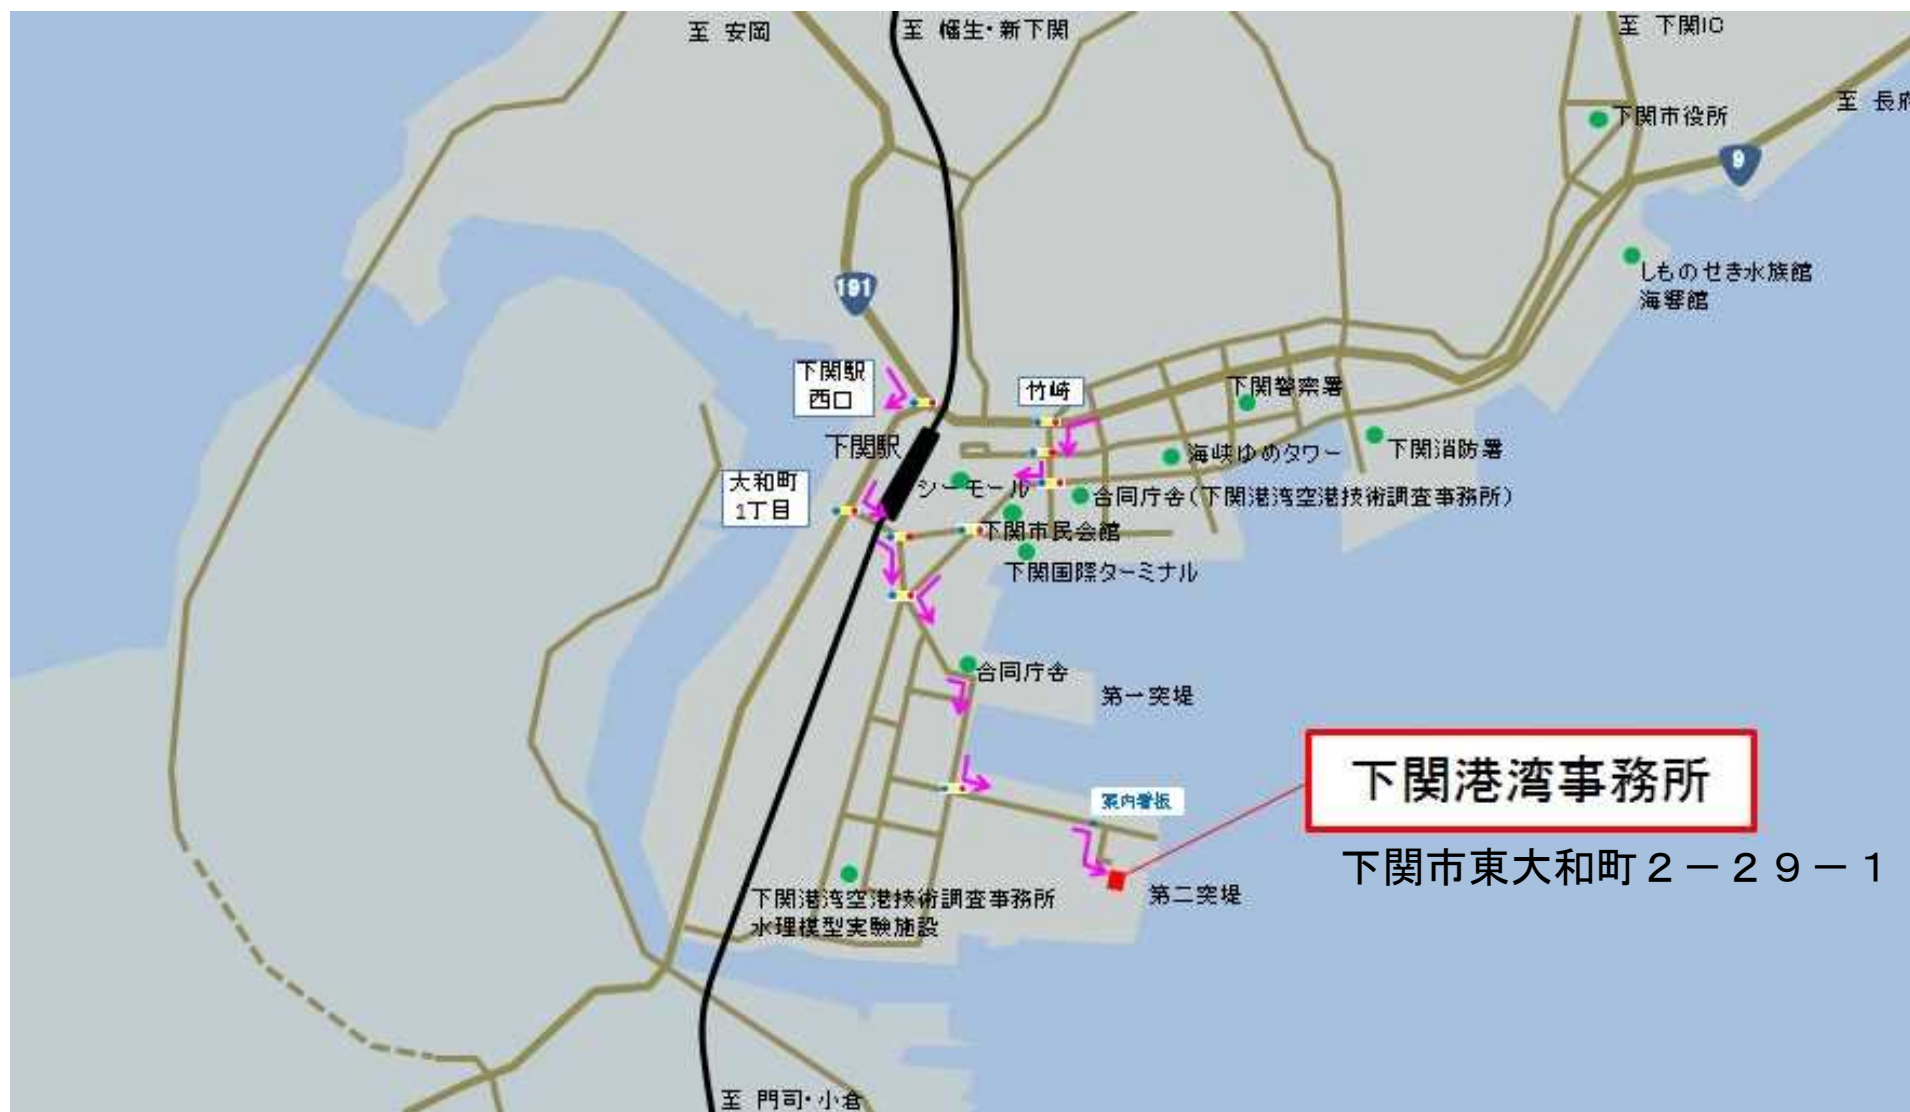 至 安岡
至 幡生・新下関
至 下関IC
至 長府
下関市役所
9
しものせき水族館
海響館
191
下関駅
西口
竹崎
下関警察署
下関駅
海峡ゆめタワー
下関消防署
大和町
1丁目
シーモール
合同庁舎(下関港湾空港技術調査事務所)
下関市民会館
下関国際ターミナル
合同庁舎
第一突堤
下関港湾事務所
案内看板
下関市東大和町2-29-1
第二突堤
下関港湾空港技術調査事務所
水理模型実験施設
至 門司・小倉